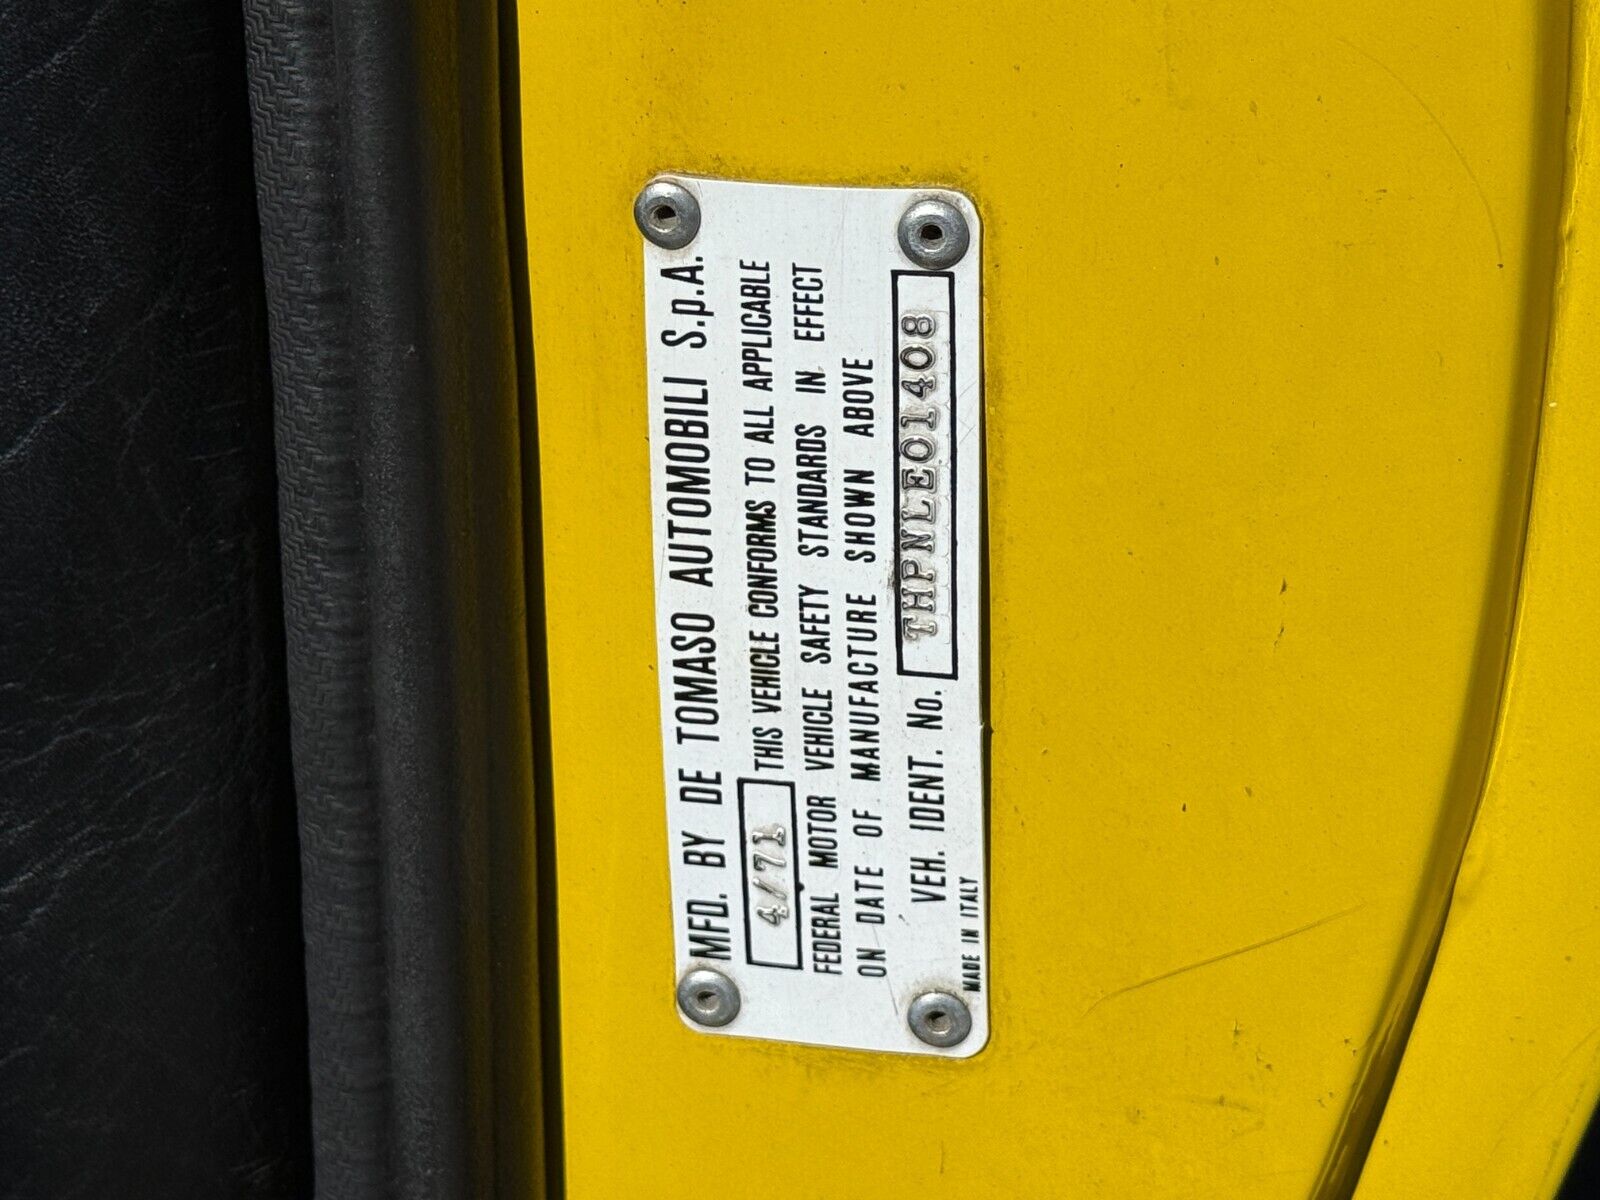 MFD. BY DE TOMASO AUTOMOBILI S.p.A.
4/71 THIS VEHICLE CONFORMS TO ALL APPLICABLE
FEDERAL MOTOR VEHICLE SAFETY STANDARDS IN EFFECT
ON DATE OF MANUFACTURE SHOWN ABOVE
VEH. IDENT. No. THPNLE01408
MADE IN ITALY